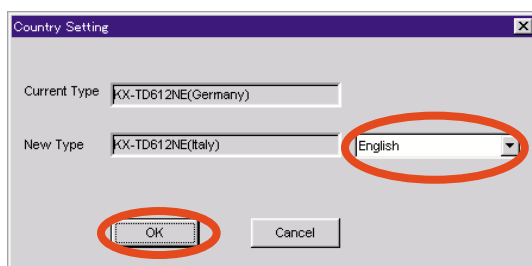 Country Setting
Current Type KX-TD612NE(Germany)
New Type KX-TD612NE(Italy) English
OK Cancel